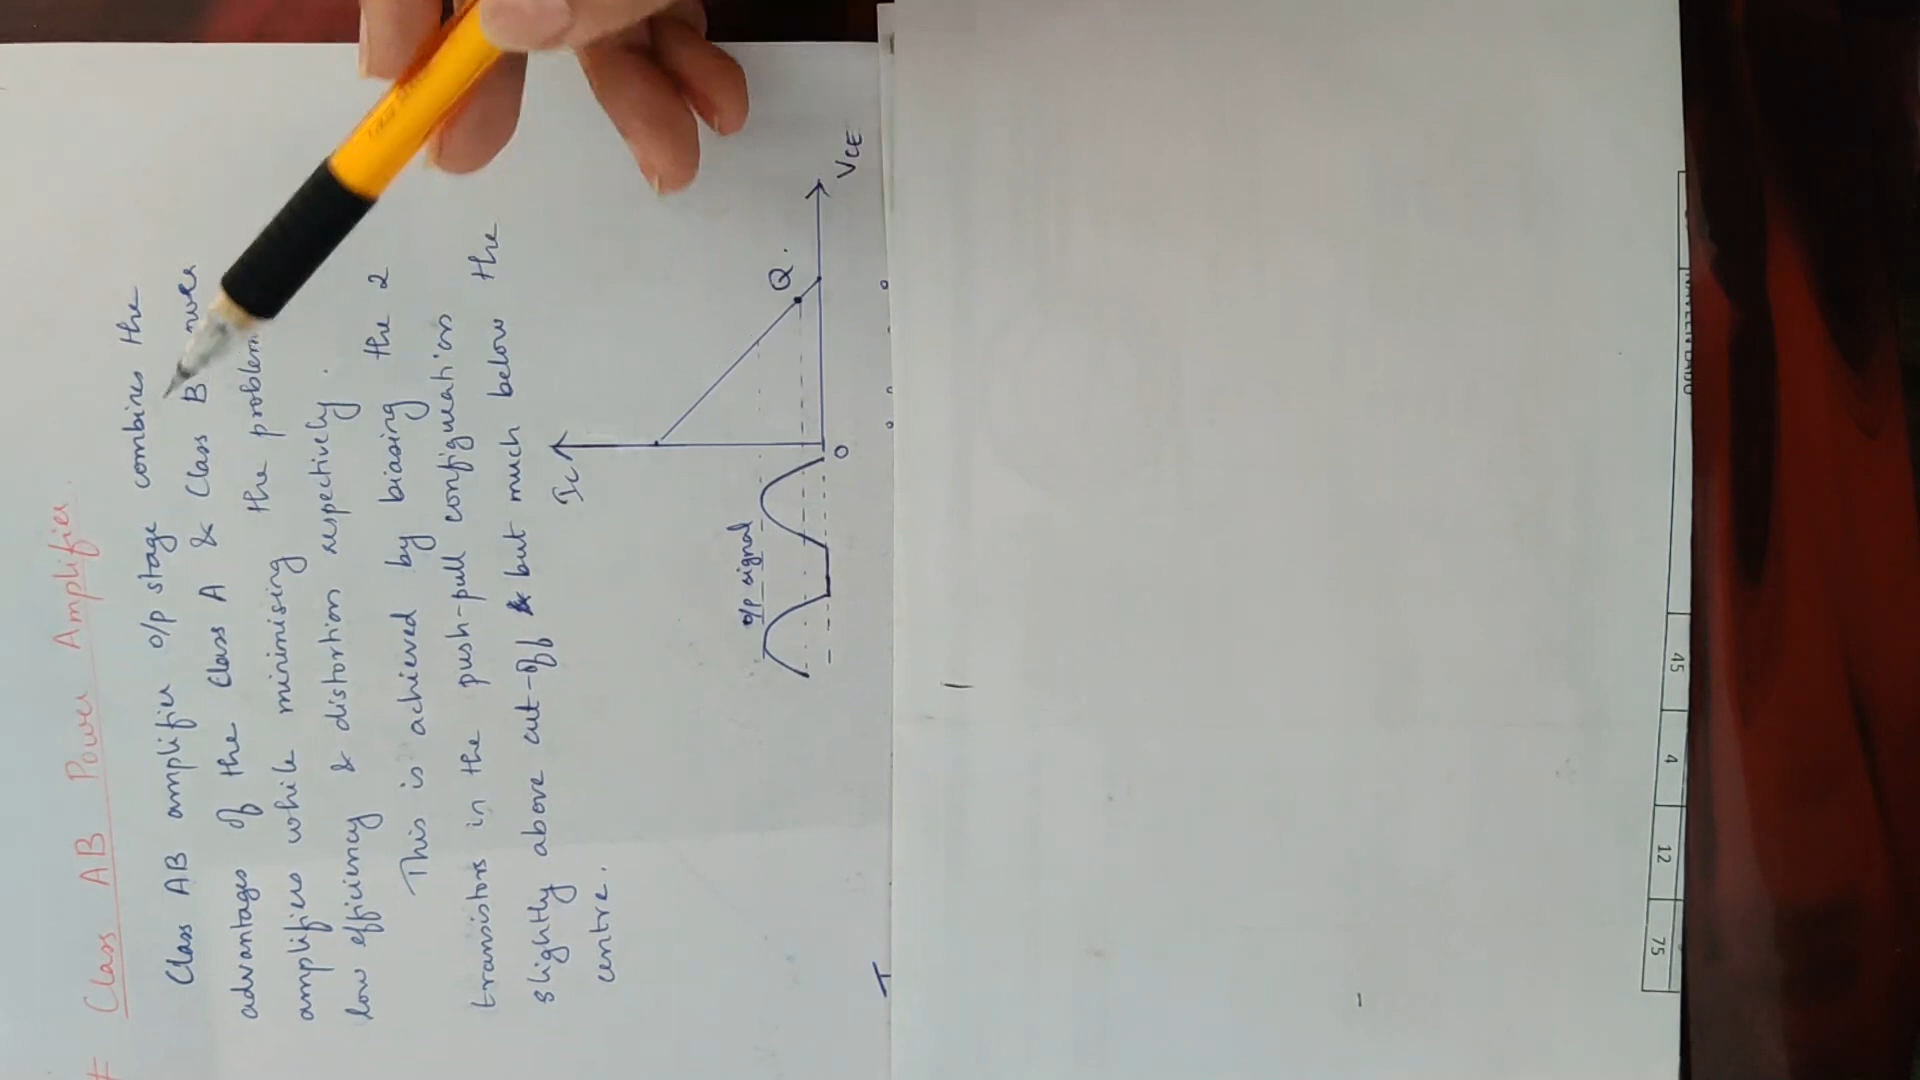 # Class AB Power Amplifier.
Class AB amplifier o/p stage combines the
advantages of the Class A & Class B
amplifiers while minimising the problem
low efficiency & distortion respectively.
This is achieved by biasing the 2
transistors in the push-pull configuration
slightly above cut-off & but much below the
centre.
Ic
o/p signal
Q.
O
VCE
45
4
12
75